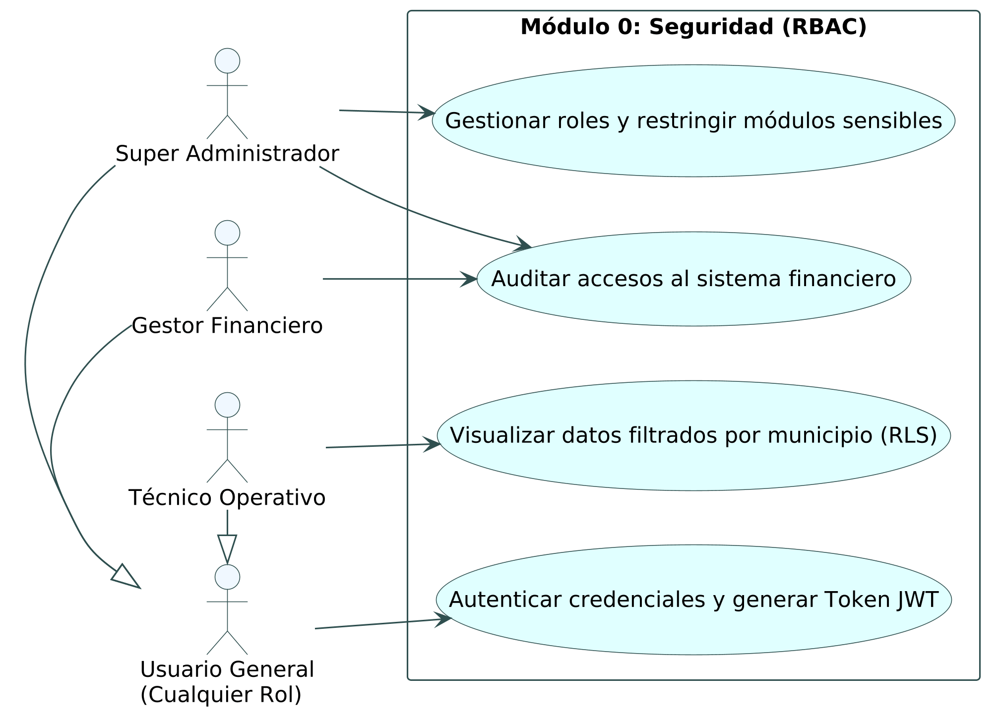 Módulo 0: Seguridad (RBAC)
Super Administrador
Gestionar roles y restringir módulos sensibles
Gestor Financiero
Auditar accesos al sistema financiero
Técnico Operativo
Visualizar datos filtrados por municipio (RLS)
Usuario General
(Cualquier Rol)
Autenticar credenciales y generar Token JWT